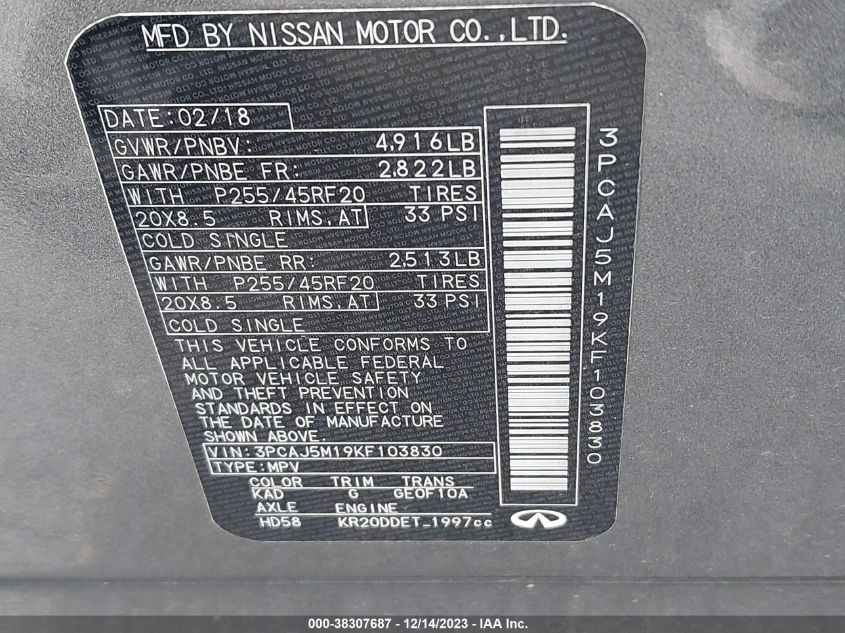 MFD BY NISSAN MOTOR CO.,LTD.
DATE:02/18
GVWR/PNBV: 4,916LB
GAWR/PNBE FR: 2,822LB
WITH P255/45RF20 TIRES
20X8.5 RIMS,AT 33 PSI
COLD SINGLE
GAWR/PNBE RR: 2,513LB
WITH P255/45RF20 TIRES
20X8.5 RIMS,AT 33 PSI
COLD SINGLE
THIS VEHICLE CONFORMS TO
ALL APPLICABLE FEDERAL
MOTOR VEHICLE SAFETY
AND THEFT PREVENTION
STANDARDS IN EFFECT ON
THE DATE OF MANUFACTURE
SHOWN ABOVE.
VIN:3PCAJ5M19KF103830
TYPE:MPV
COLOR TRIM TRANS
KAD G GE0F10A
AXLE ENGINE
HD58 KR20DDET_1997cc
3PCAJ5M19KF103830
000-38307687 - 12/14/2023 - IAA Inc.